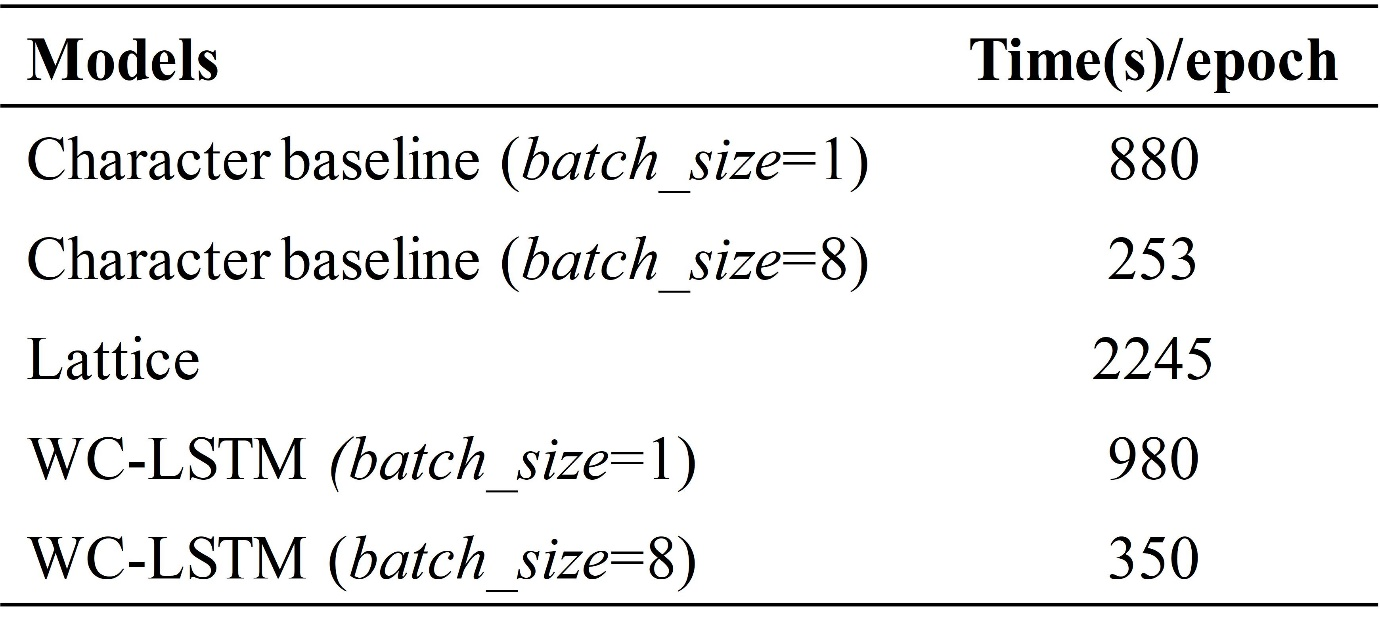 Models Time(s)/epoch
Character baseline (batch_size=1) 880
Character baseline (batch_size=8) 253
Lattice 2245
WC-LSTM (batch_size=1) 980
WC-LSTM (batch_size=8) 350